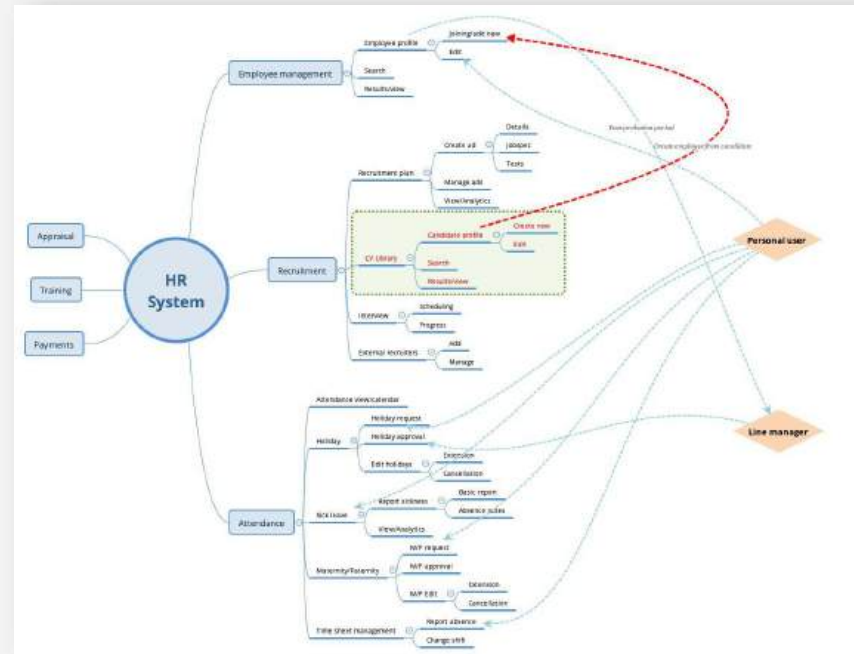 HR
System
Appraisal
Training
Payments
Employee management
Employee profile
Joining/add new
Edit
Search
Results/view
Recruitment
Recruitment plan
Create ad
Details
Jobspec
Tests
Manage add
View/Analytics
CV Library
Candidate profile
Create new
Edit
Search
Results/view
Interview
Scheduling
Progress
External recruiters
Add
Manage
Attendance
Attendance view/calendar
Holiday
Holiday request
Holiday approval
Edit holidays
Cancellation
Sick leave
Report sickness
Basic report
Absence rules
View/Analytics
Maternity/Paternity
M/P request
M/P approval
M/P Edit
Extension
Cancellation
Time sheet management
Report absence
Change shift
Create employee from candidate
Personal user
Line manager